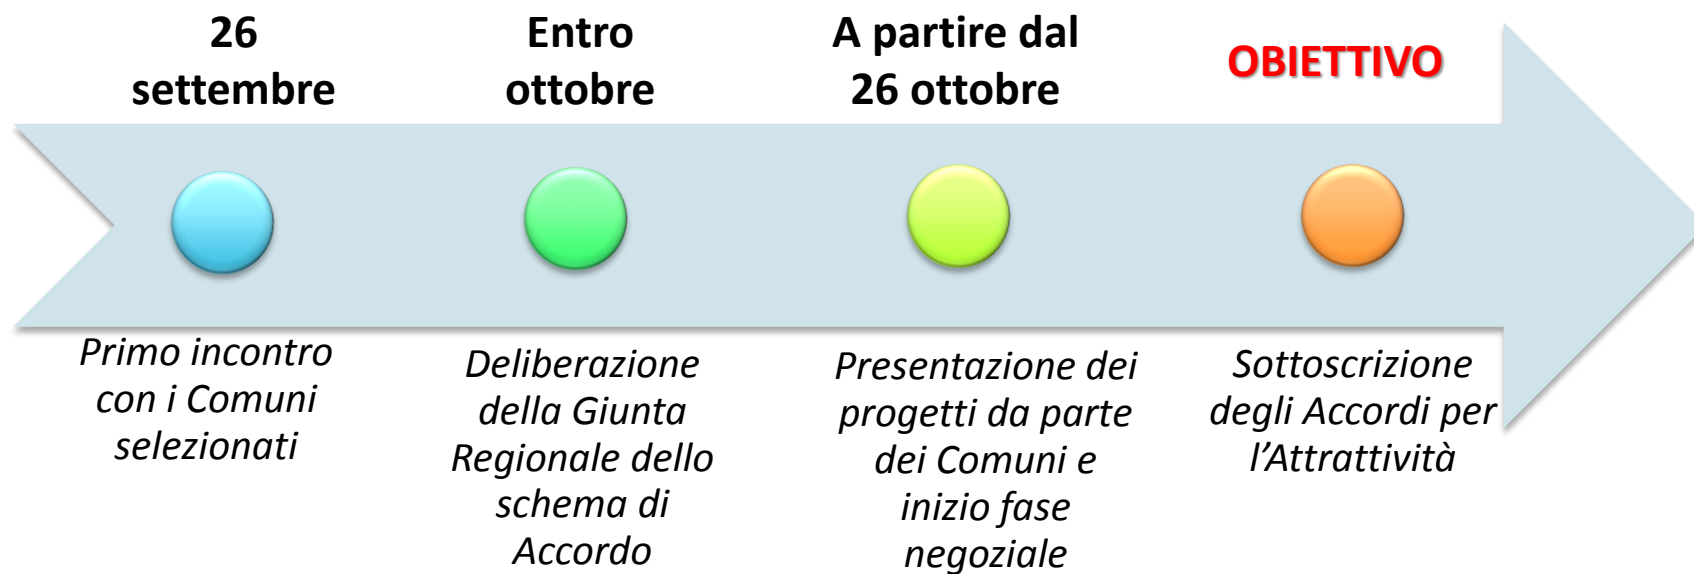 26
settembre
Primo incontro
con i Comuni
selezionati
Entro
ottobre
Deliberazione
della Giunta
Regionale dello
schema di
Accordo
A partire dal
26 ottobre
Presentazione dei
progetti da parte
dei Comuni e
inizio fase
negoziale
OBIETTIVO
Sottoscrizione
degli Accordi per
l’Attrattività